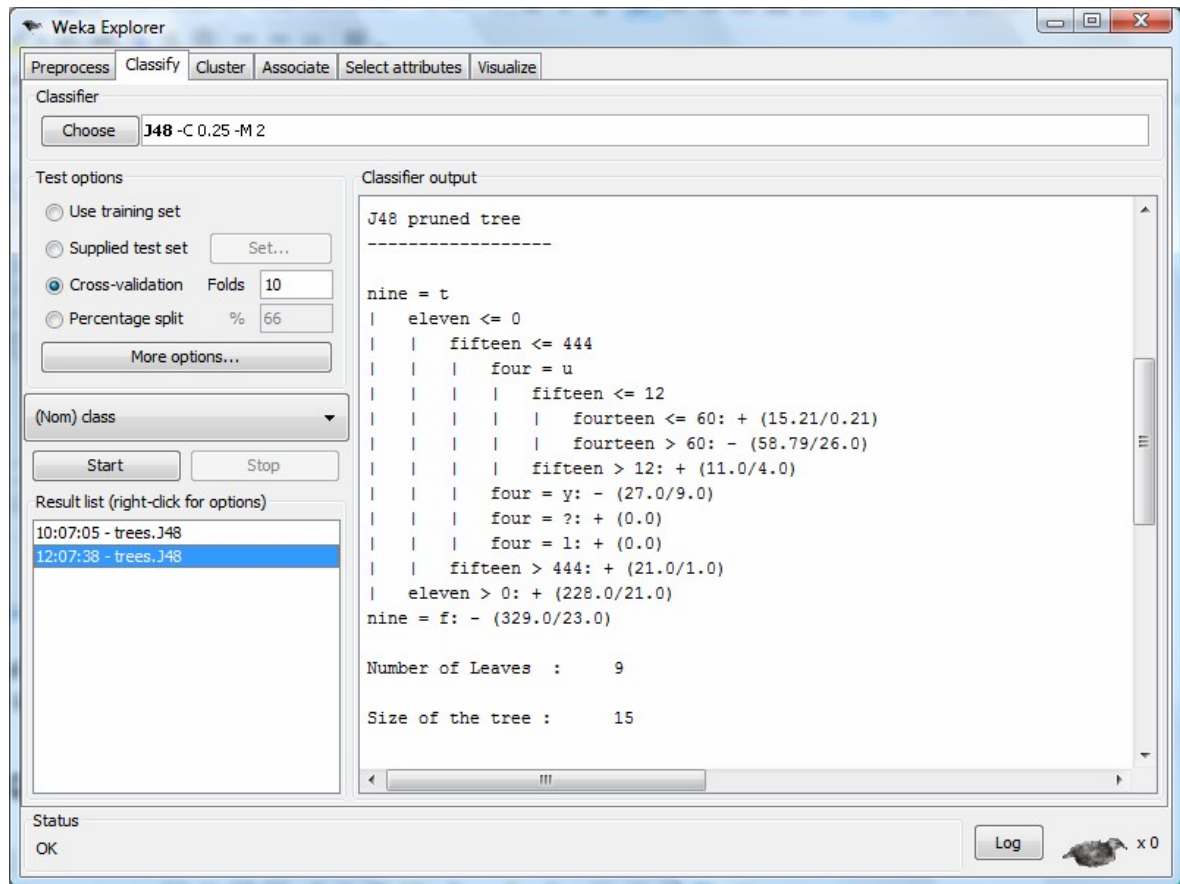 Weka Explorer
Preprocess Classify Cluster Associate Select attributes Visualize
Classifier
Choose J48 -C 0.25 -M 2
Test options
Use training set
Supplied test set Set...
Cross-validation Folds 10
Percentage split % 66
More options...
(Nom) class
Start Stop
Result list (right-click for options)
10:07:05 - trees.J48
12:07:38 - trees.J48
Classifier output
J48 pruned tree
------------------
nine = t
|   eleven <= 0
|   |   fifteen <= 444
|   |   |   four = u
|   |   |   |   fifteen <= 12
|   |   |   |   |   fourteen <= 60: + (15.21/0.21)
|   |   |   |   |   fourteen > 60: - (58.79/26.0)
|   |   |   |   fifteen > 12: + (11.0/4.0)
|   |   |   four = y: - (27.0/9.0)
|   |   |   four = ?: + (0.0)
|   |   |   four = l: + (0.0)
|   |   fifteen > 444: + (21.0/1.0)
|   eleven > 0: + (228.0/21.0)
nine = f: - (329.0/23.0)
Number of Leaves  : 9
Size of the tree : 15
Status
OK
Log x 0